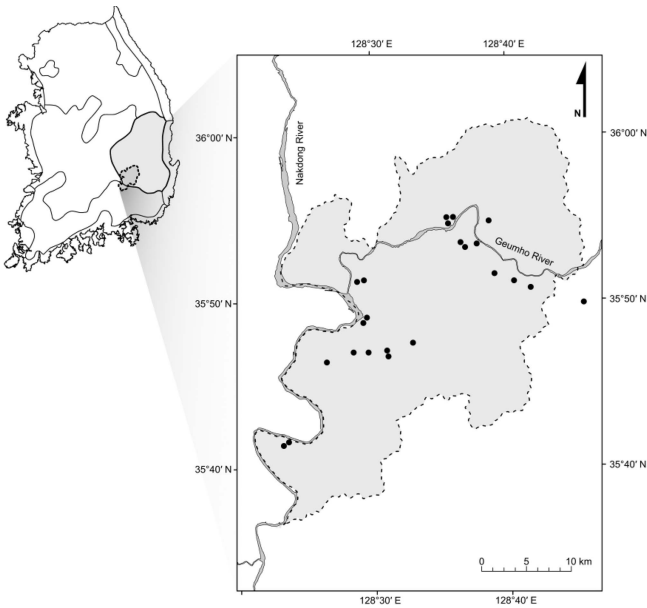 128°30′ E 128°40′ E
N
36°00′ N
36°00′ N
Nakdong River
Geumho River
35°50′ N
35°50′ N
35°40′ N
35°40′ N
0 5 10 km
128°30′ E 128°40′ E